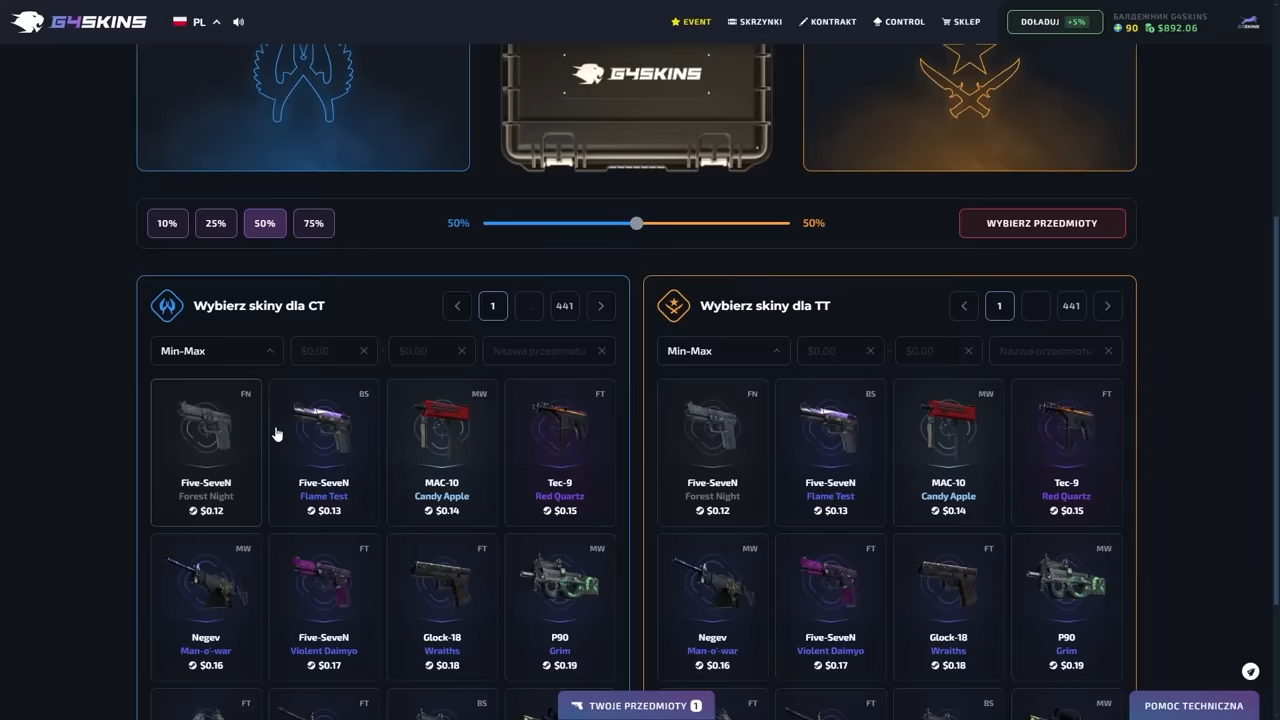 G4SKINS
PL
EVENT
SKRZYNKI
KONTRAKT
CONTROL
SKLEP
DOŁADUJ +5%
БАЛДЕЖНИК G4SKINS
90 $892.06
G4SKINS
10%
25%
50%
75%
50%
50%
WYBIERZ PRZEDMIOTY
Wybierz skiny dla CT
1
...
441
Min-Max
$0.00
-
$0.00
Nazwa przedmiotu
FN
Five-SeveN
Forest Night
$0.12
BS
Five-SeveN
Flame Test
$0.13
MW
MAC-10
Candy Apple
$0.14
FT
Tec-9
Red Quartz
$0.15
MW
Negev
Man-o'-war
$0.16
FT
Five-SeveN
Violent Daimyo
$0.17
FT
Glock-18
Wraiths
$0.18
MW
P90
Grim
$0.19
FT
FT
BS
Wybierz skiny dla TT
1
...
441
Min-Max
$0.00
-
$0.00
Nazwa przedmiotu
FN
Five-SeveN
Forest Night
$0.12
BS
Five-SeveN
Flame Test
$0.13
MW
MAC-10
Candy Apple
$0.14
FT
Tec-9
Red Quartz
$0.15
MW
Negev
Man-o'-war
$0.16
FT
Five-SeveN
Violent Daimyo
$0.17
FT
Glock-18
Wraiths
$0.18
MW
P90
Grim
$0.19
FT
FT
BS
MW
TWOJE PRZEDMIOTY 1
POMOC TECHNICZNA